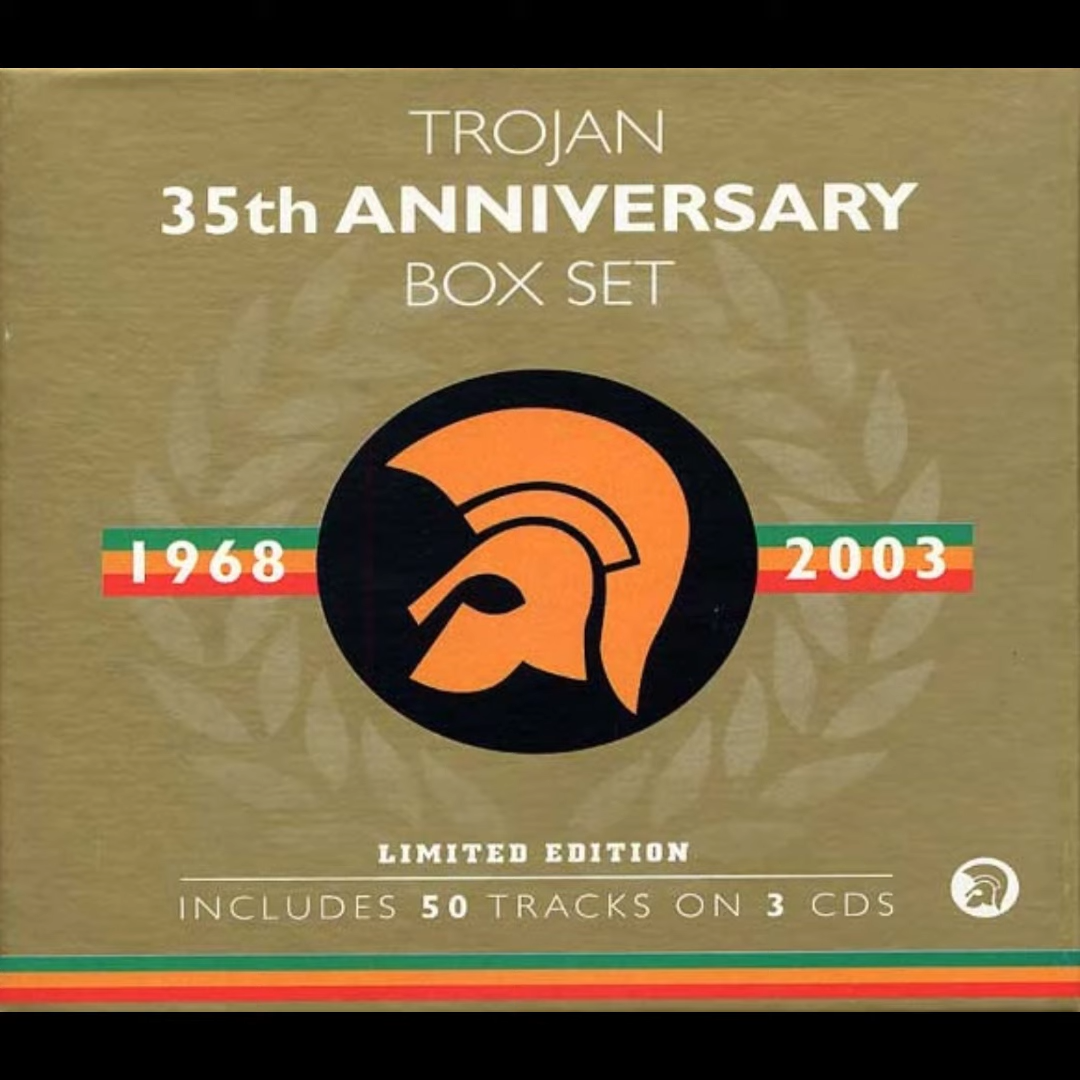 TROJAN
35th ANNIVERSARY
BOX SET
1968 2003
LIMITED EDITION
INCLUDES 50 TRACKS ON 3 CDS